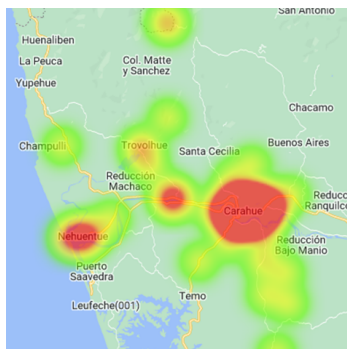 San Antonio
Huenaliben
Col. Matte
y Sanchez
La Peuca
Yupehue
Chacamo
Champulli
Trovolhue
Santa Cecilia
Buenos Aires
Reducción
Machaco
Reducc
Ranquilco
Carahue
Nehuentue
Reducción
Bajo Manio
Puerto
Saavedra
Temo
Leufeche(001)